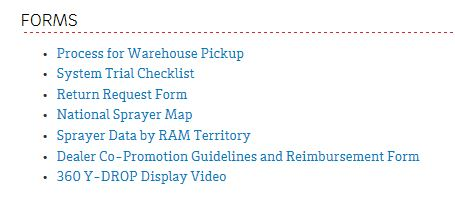 FORMS
• Process for Warehouse Pickup
• System Trial Checklist
• Return Request Form
• National Sprayer Map
• Sprayer Data by RAM Territory
• Dealer Co-Promotion Guidelines and Reimbursement Form
• 360 Y-DROP Display Video